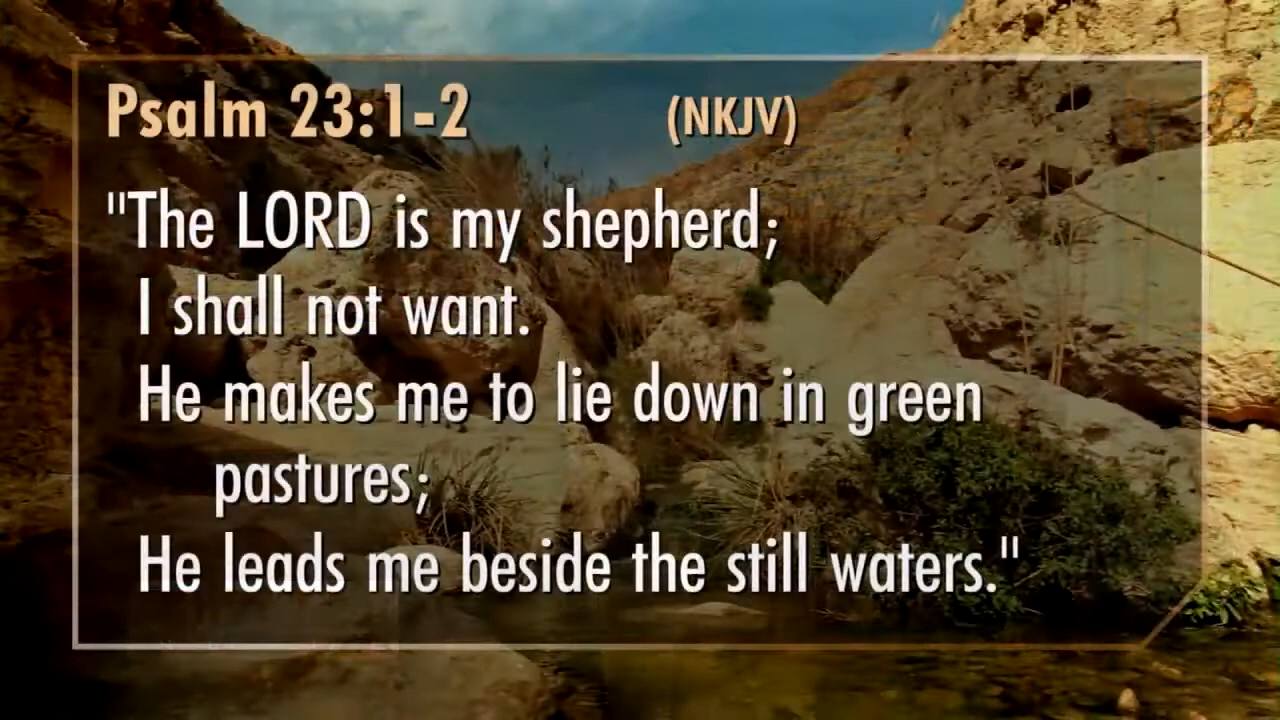 Psalm 23:1-2 (NKJV)
"The LORD is my shepherd;
I shall not want.
He makes me to lie down in green
pastures;
He leads me beside the still waters."